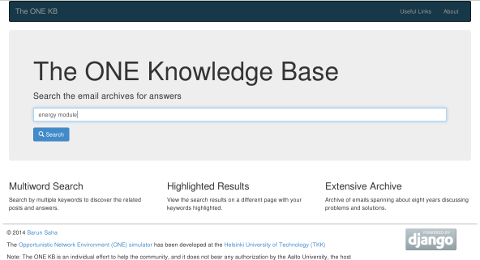 The ONE KB Useful Links About
The ONE Knowledge Base
Search the email archives for answers
energy module
Search
Multiword Search
Search by multiple keywords to discover the related
posts and answers.
Highlighted Results
View the search results on a different page with your
keywords highlighted.
Extensive Archive
Archive of emails spanning about eight years discussing
problems and solutions.
© 2014 Barun Saha
POWERED BY
django
The Opportunistic Network Environment (ONE) simulator has been developed at the Helsinki University of Technology (TKK)
Note: The ONE KB is an individual effort to help the community, and it does not bear any authorization by the Aalto University, the host